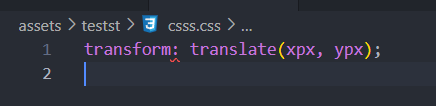 assets > testst > csss.css > ...
1 transform: translate(xpx, ypx);
2